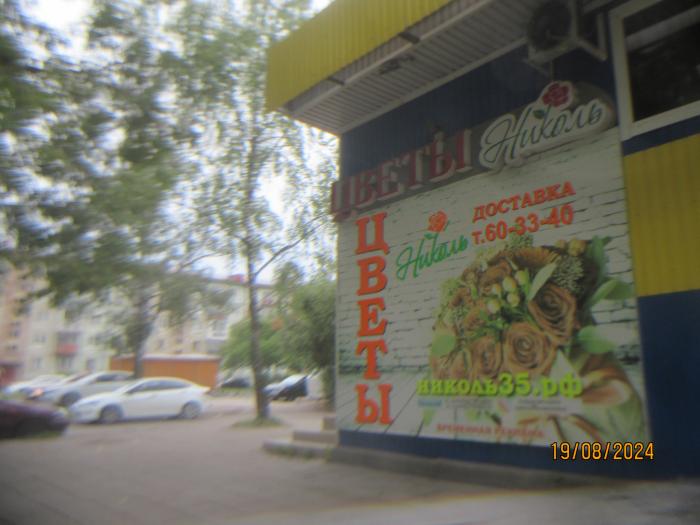 ЦВЕТЫ Николь
ЦВЕТЫ
Николь
ДОСТАВКА
т.60-33-40
николь35.рф
19/08/2024